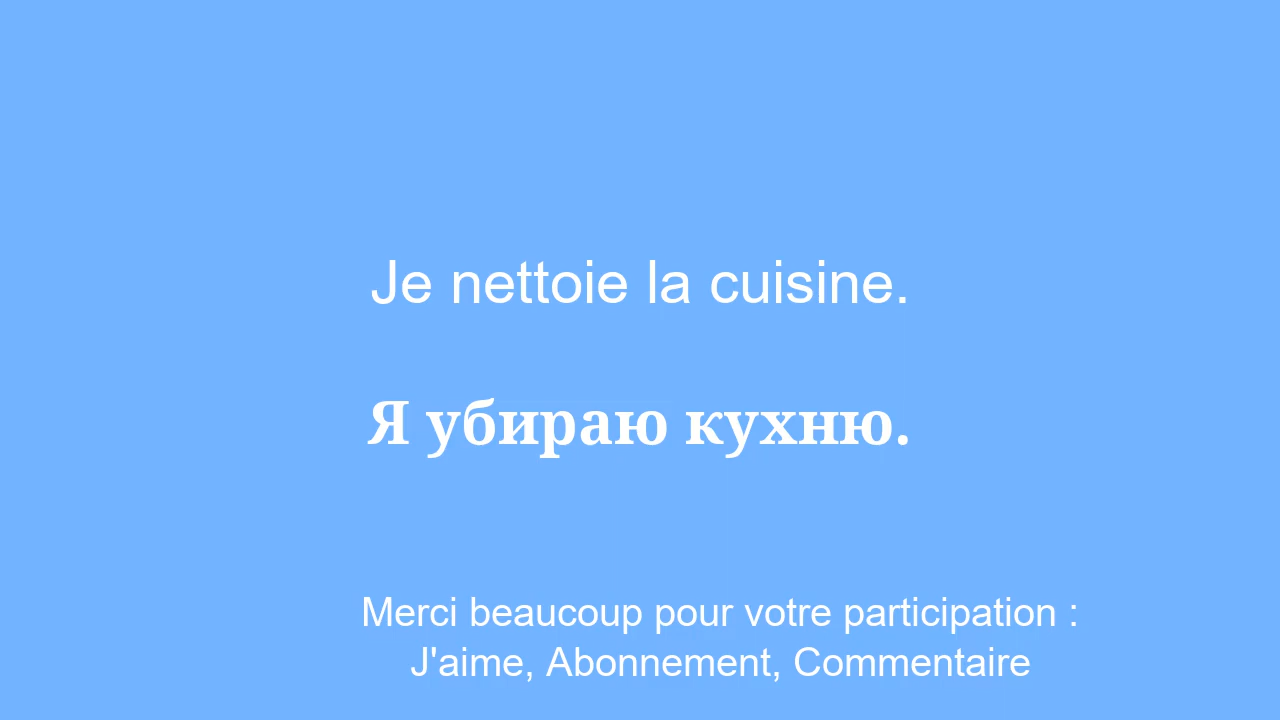 Je nettoie la cuisine.
Я убираю кухню.
Merci beaucoup pour votre participation :
J'aime, Abonnement, Commentaire